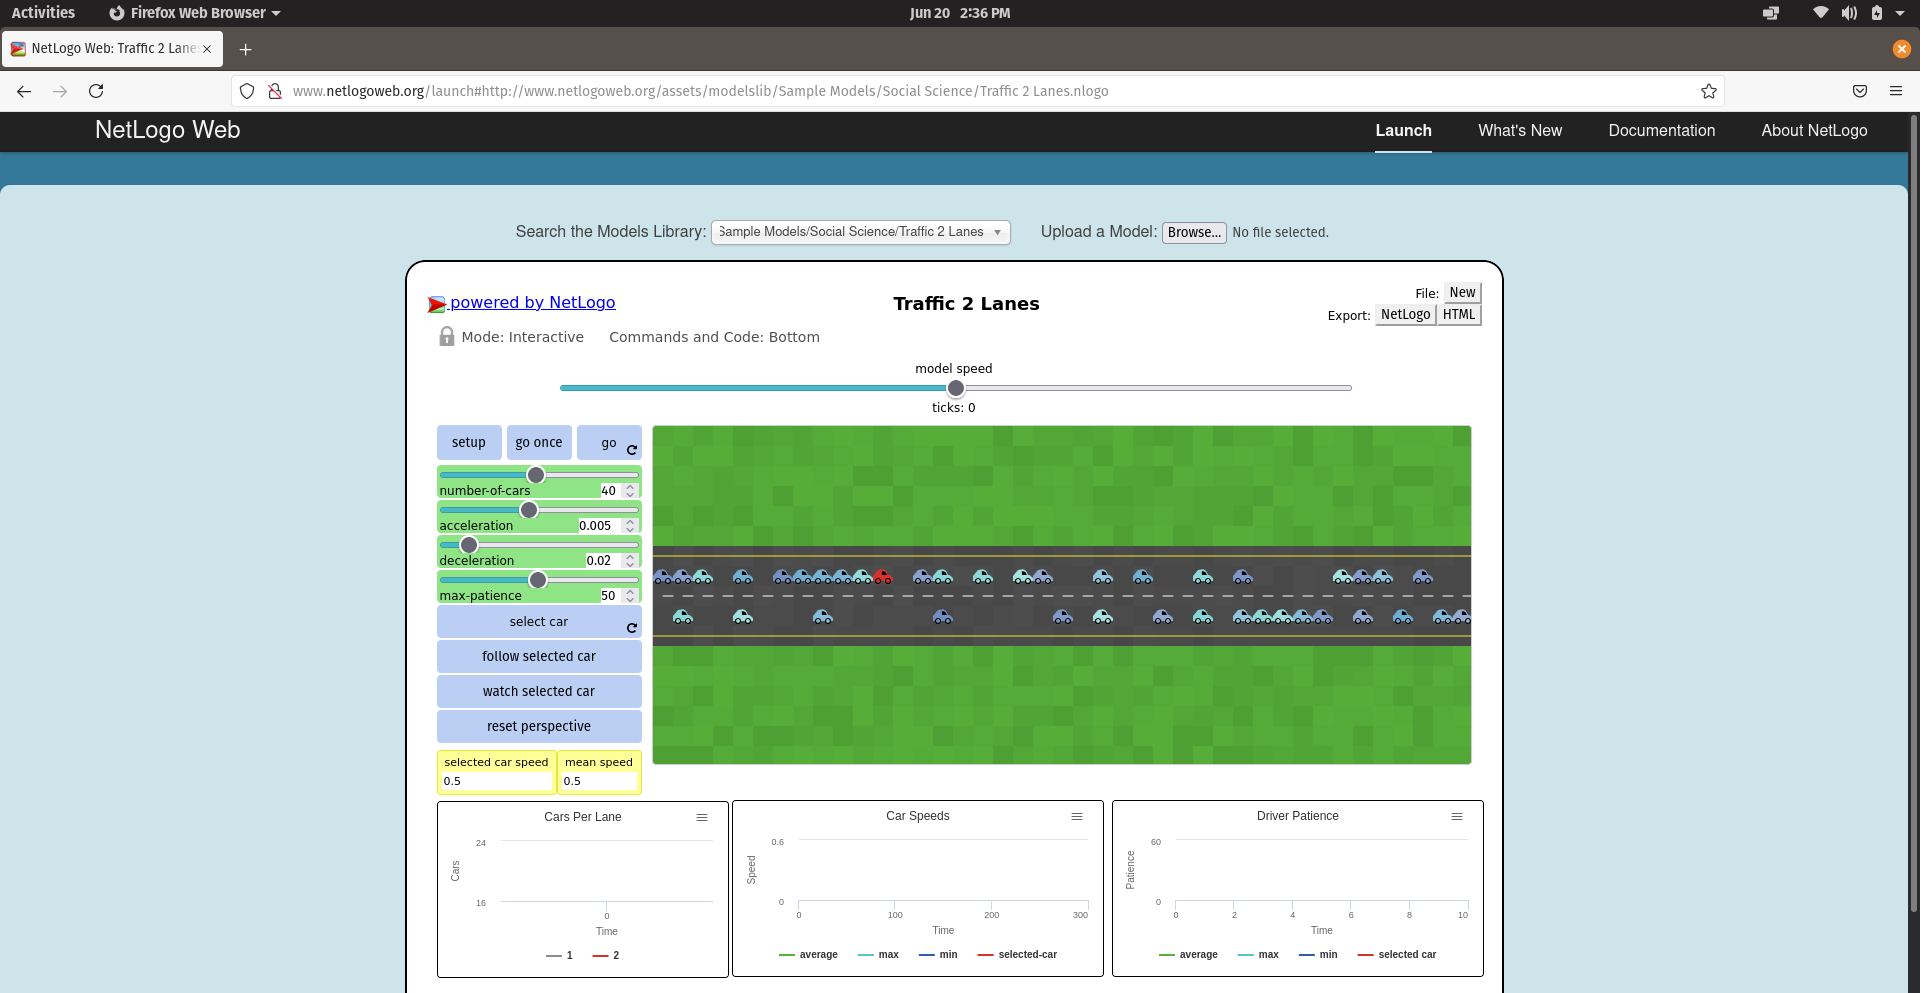 Activities Firefox Web Browser Jun 20 2:36 PM
NetLogo Web: Traffic 2 Lane
www.netlogoweb.org/launch#http://www.netlogoweb.org/assets/modelslib/Sample Models/Social Science/Traffic 2 Lanes.nlogo
NetLogo Web Launch What's New Documentation About NetLogo
Search the Models Library: Sample Models/Social Science/Traffic 2 Lanes Upload a Model: Browse... No file selected.
powered by NetLogo Traffic 2 Lanes File: New
Export: NetLogo HTML
Mode: Interactive Commands and Code: Bottom
model speed
ticks: 0
setup go once go
number-of-cars 40
acceleration 0.005
deceleration 0.02
max-patience 50
select car
follow selected car
watch selected car
reset perspective
selected car speed mean speed
0.5 0.5
Cars Per Lane
24
Cars
16
0
Time
1 2
Car Speeds
0.6
Speed
0
0 100 200 300
Time
average max min selected-car
Driver Patience
60
Patience
0
0 2 4 6 8 10
Time
average max min selected car